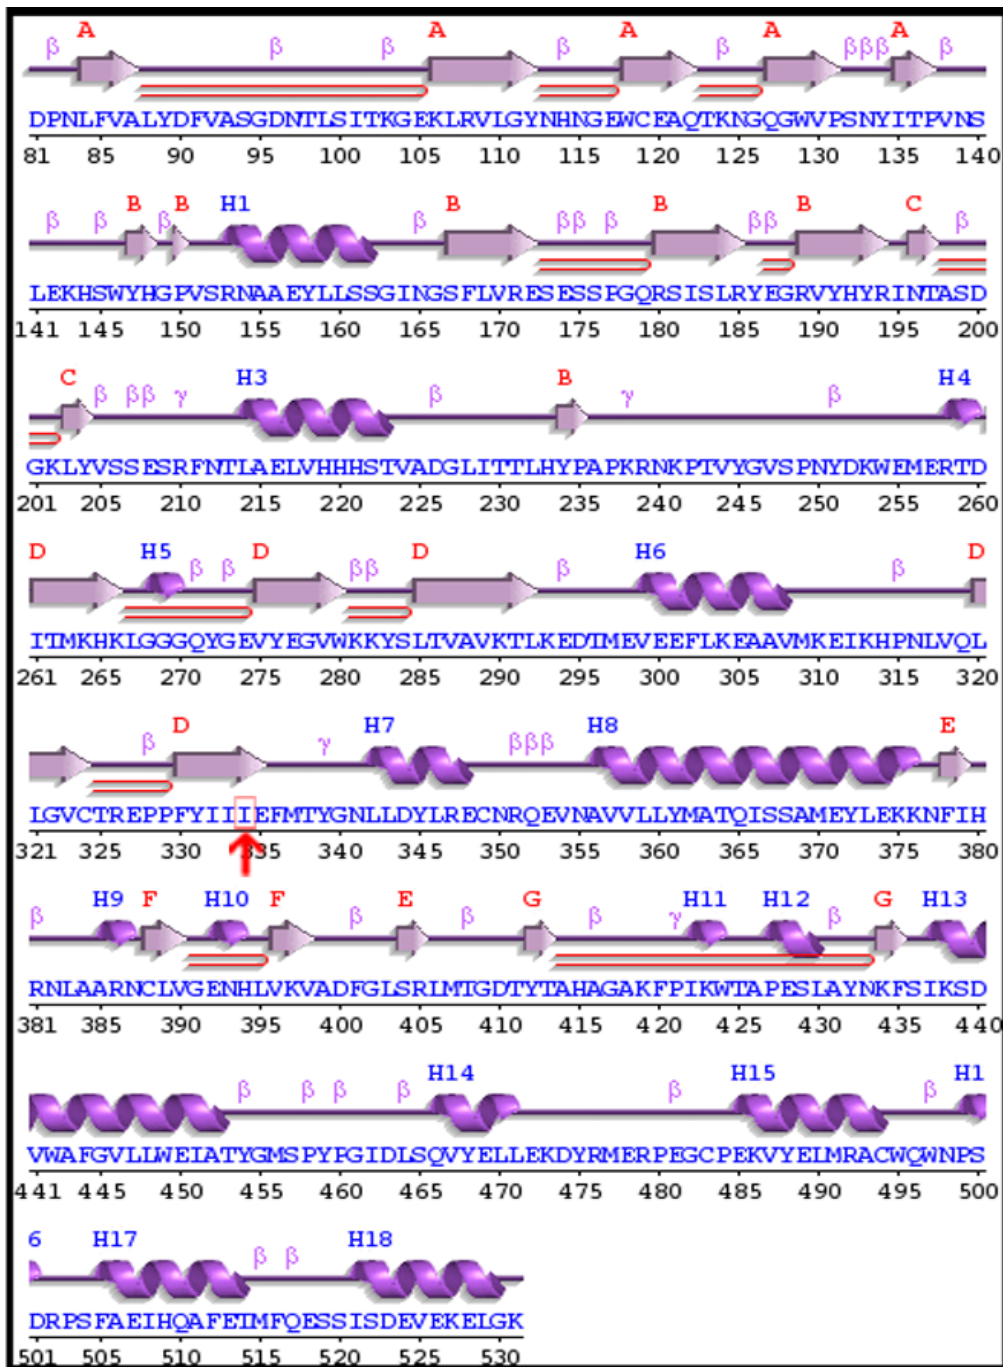 A A A A A
β β β β β βββ β
DPNLFVALYDFVASGDNTLSITKGEKLRVLGYNHNGEWCEAQTKNGQGWVPSNYITPVNS
81 85 90 95 100 105 110 115 120 125 130 135 140
B B H1 B B B C
β β β β ββ β ββ β
LEKHSWYHGPVSRNAAEYLLSSGINGSFLVRESESSPGQRSISLRYEGRVYHYRINTASD
141 145 150 155 160 165 170 175 180 185 190 195 200
C H3 B H4
β ββ γ β γ β
GKLYVSSESRFNTLAELVHHHSTVADGLITTLHYPAPKRNKPTVYGVSPNYDKWEMERTD
201 205 210 215 220 225 230 235 240 245 250 255 260
D H5 D D H6 D
β β ββ β β
ITMKHKLGGGQYGEVYEGVWKKYSLTVAVKTLKEDTMEVEEFLKEAAVMKEIKHPNLVQL
261 265 270 275 280 285 290 295 300 305 310 315 320
D H7 H8 E
β γ βββ
LGVCTREPPFYIIIEFMTYGNLLDYLRECNRQEVNAVVLLYMATQISSAMEYLEKKNFIH
321 325 330 335 340 345 350 355 360 365 370 375 380
H9 F H10 F E G H11 H12 G H13
β β β β γ β
RNLAARNCLVGENHLVKVADFGLSRLMTGDTYTAHAGAKFPIKWTAPESLAYNKFSIKSD
381 385 390 395 400 405 410 415 420 425 430 435 440
H14 H15 H1
β β β β β β
VWAFGVLLWEIATYGMSPYPGIDLSQVYELLEKDYRMERPEGCPEKVYELMRACWQWNPS
441 445 450 455 460 465 470 475 480 485 490 495 500
6 H17 H18
β β
DRPSFAEIHQAFEIMFQESSISDEVEKELGK
501 505 510 515 520 525 530